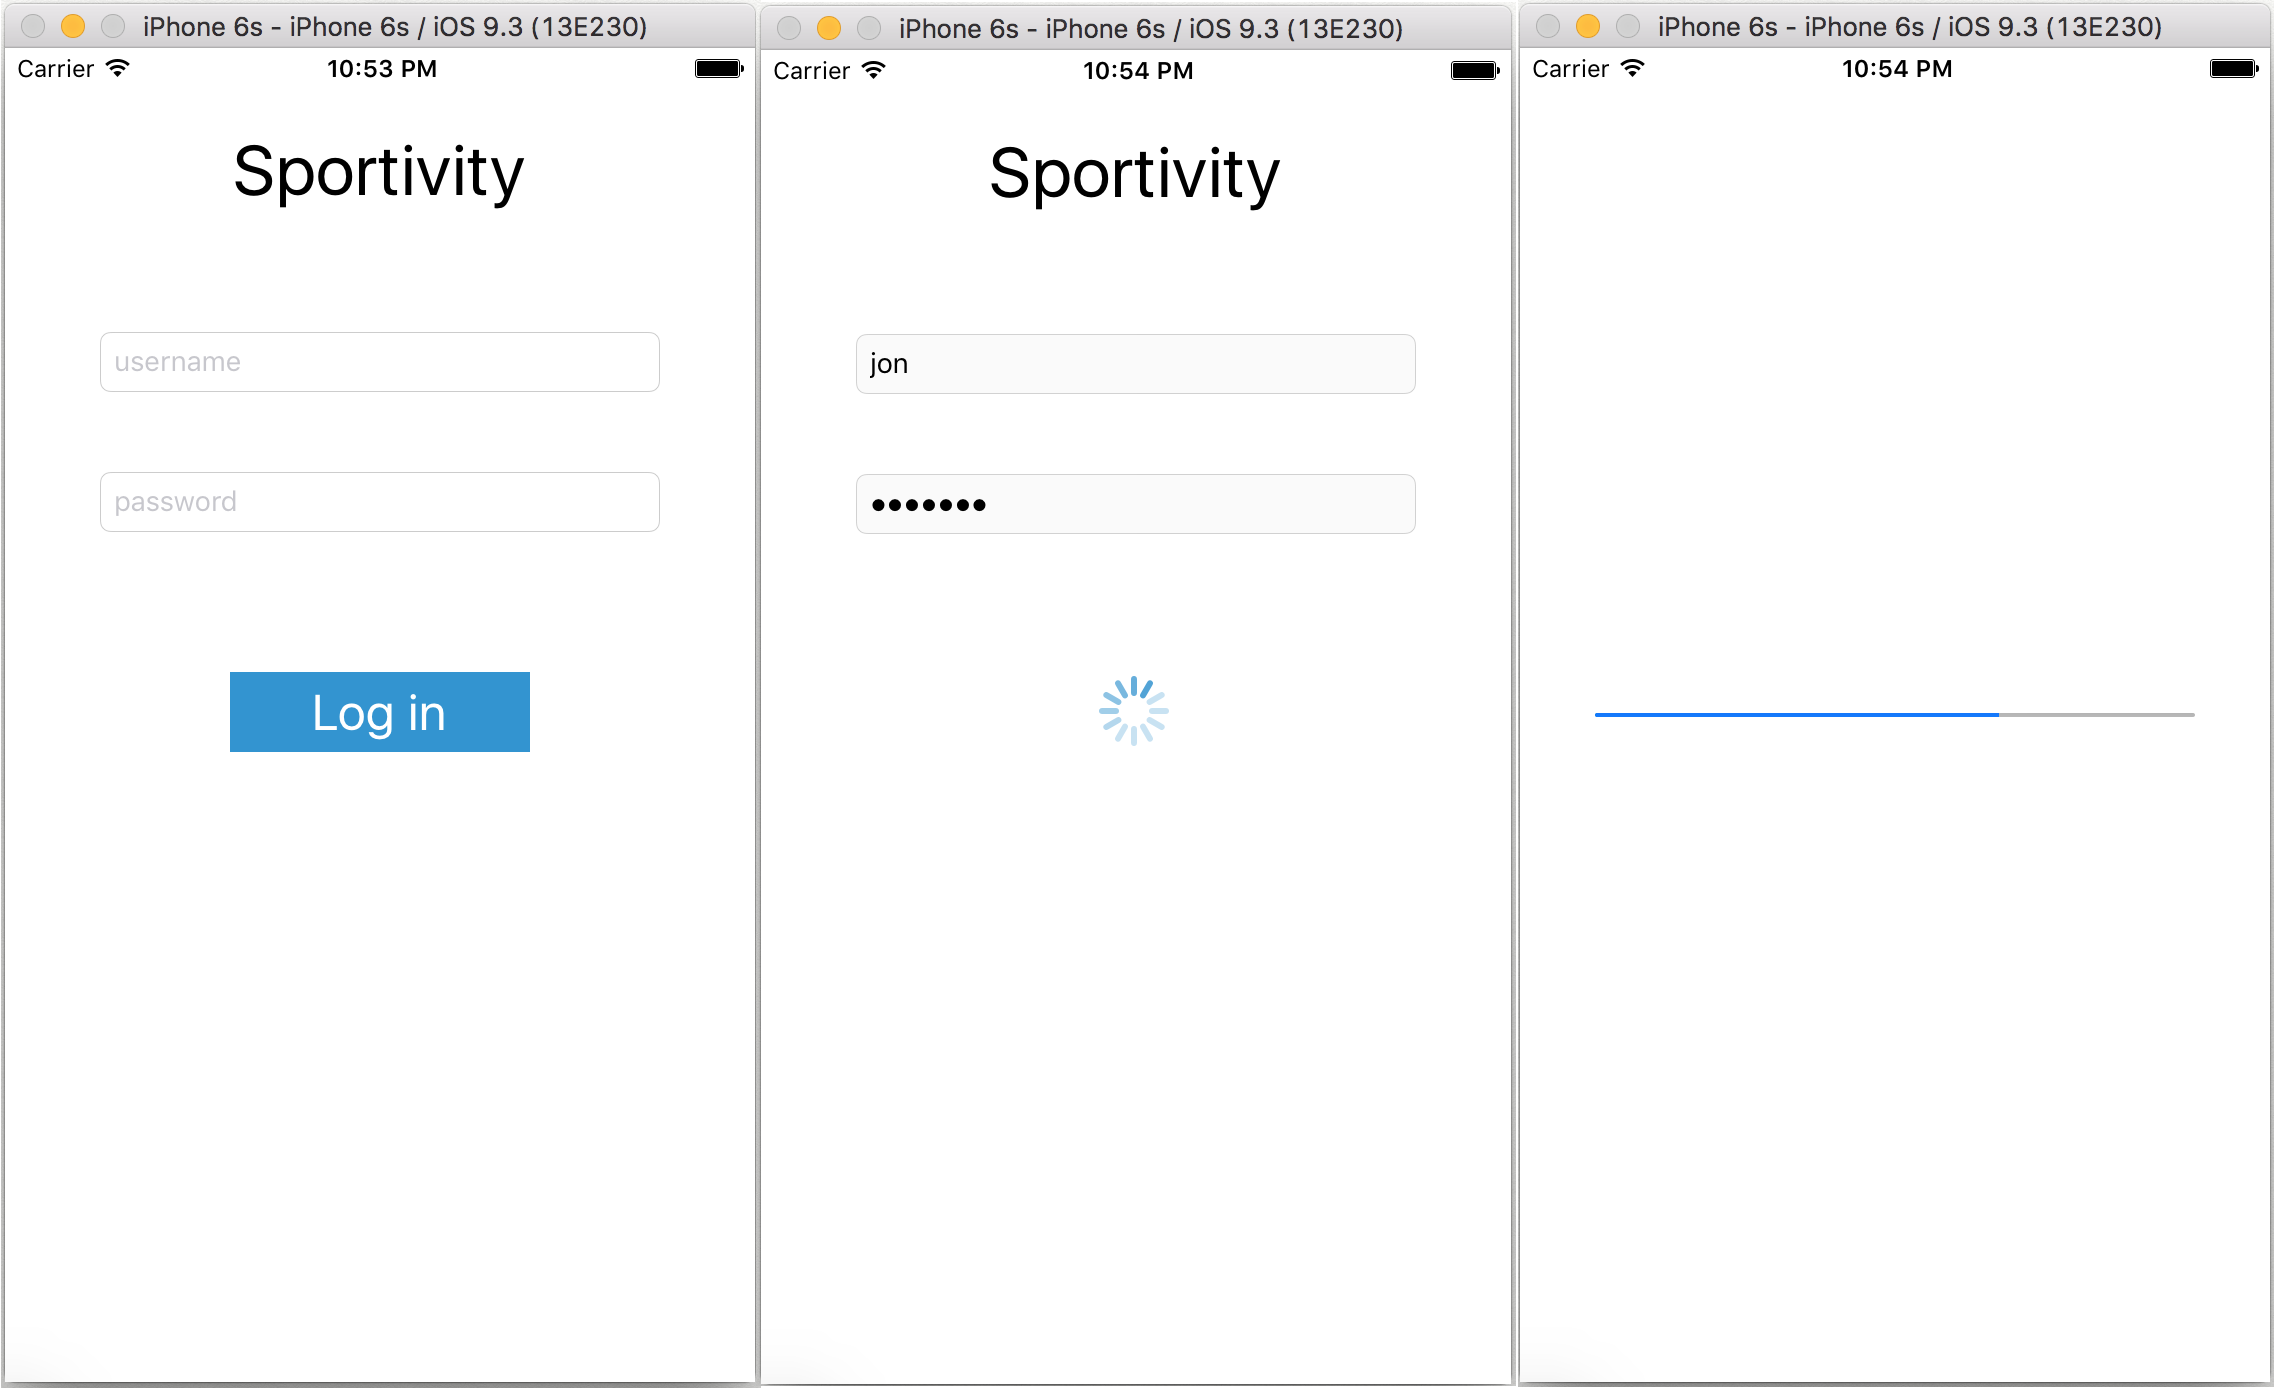 iPhone 6s - iPhone 6s / iOS 9.3 (13E230)
Carrier 10:53 PM
Sportivity
username
password
Log in
iPhone 6s - iPhone 6s / iOS 9.3 (13E230)
Carrier 10:54 PM
Sportivity
jon
•••••••
iPhone 6s - iPhone 6s / iOS 9.3 (13E230)
Carrier 10:54 PM